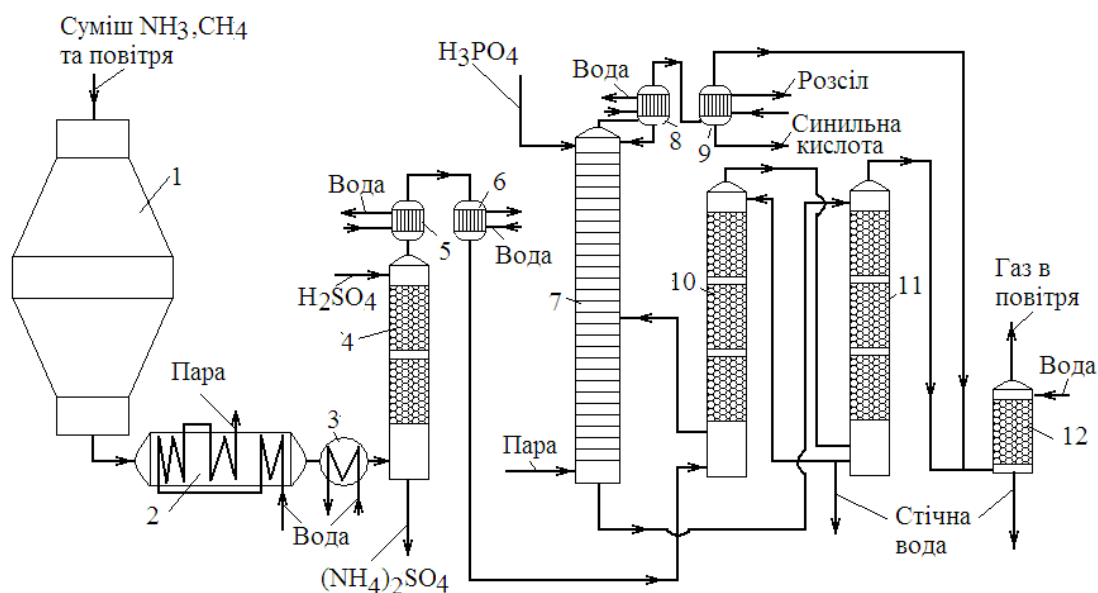 Суміш NH3,CH4
та повітря
1
Пара
2
3
Вода
(NH4)2SO4
H2SO4
4
Вода
5
6
Вода
H3PO4
Вода
8
9
Розсіл
Синильна
кислота
7
Пара
10
11
Стічна
вода
Газ в
повітря
Вода
12